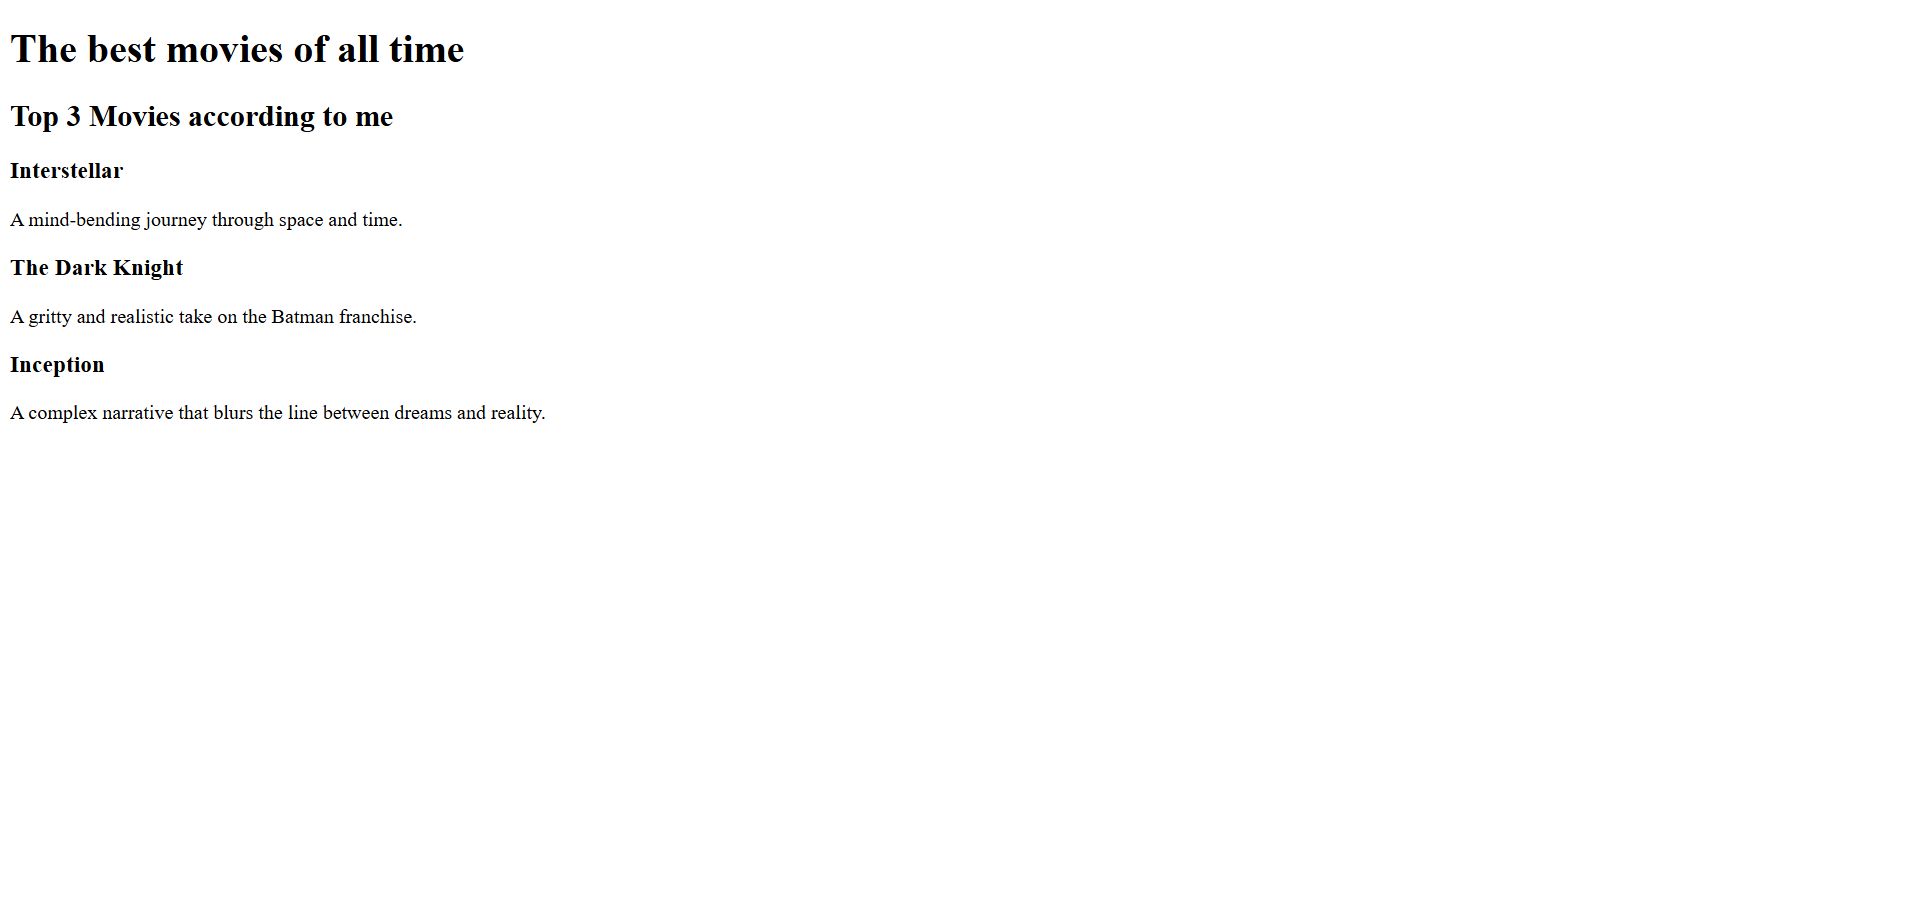 The best movies of all time
Top 3 Movies according to me
Interstellar
A mind-bending journey through space and time.
The Dark Knight
A gritty and realistic take on the Batman franchise.
Inception
A complex narrative that blurs the line between dreams and reality.